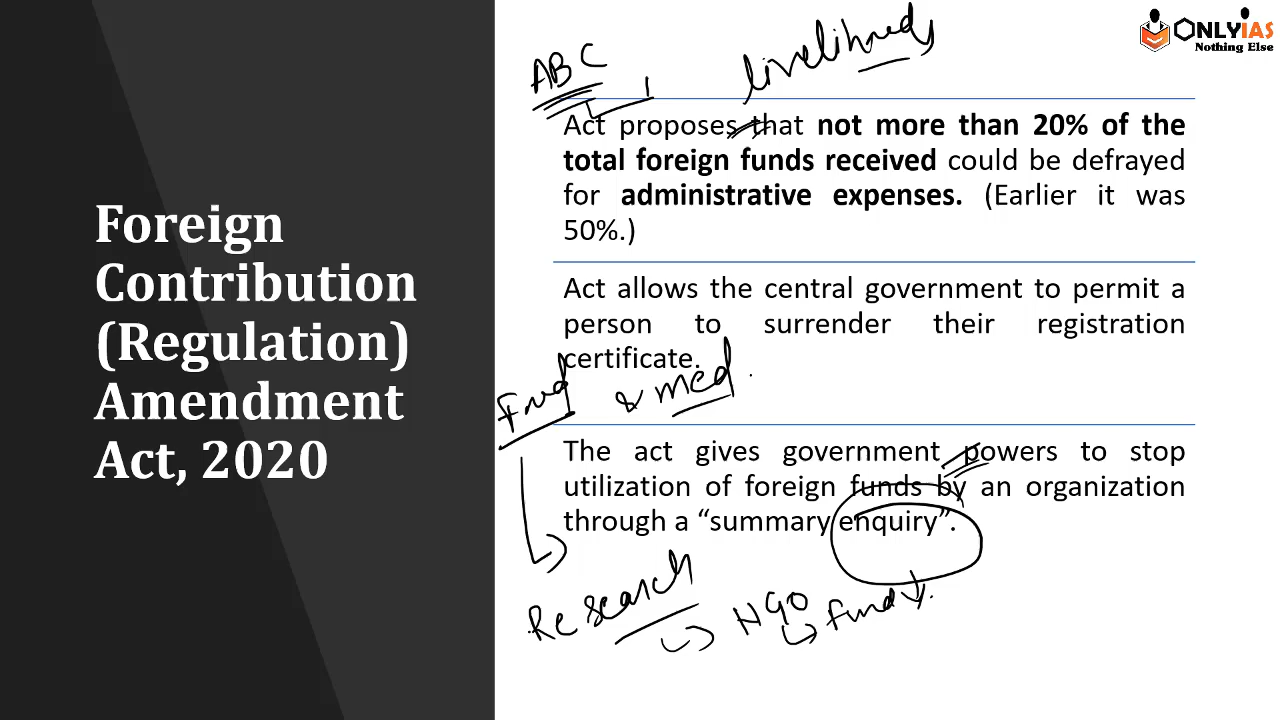 ONLYIAS
Nothing Else
ABC
livelihoods
Act proposes that not more than 20% of the
total foreign funds received could be defrayed
for administrative expenses. (Earlier it was
50%.)
Foreign
Contribution
(Regulation)
Amendment
Act, 2020
Act allows the central government to permit a
person to surrender their registration
certificate.
& med
The act gives government powers to stop
utilization of foreign funds by an organization
through a “summary enquiry”.
Research
NGO
Fund